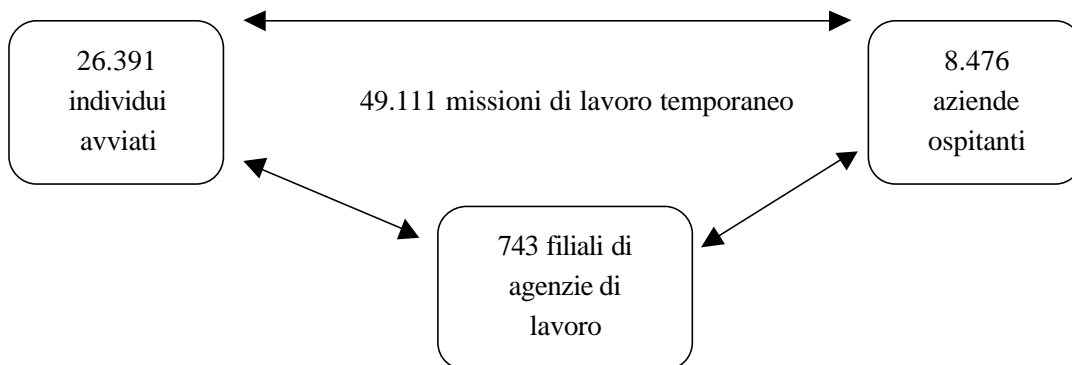 26.391
individui
avviati
49.111 missioni di lavoro temporaneo
8.476
aziende
ospitanti
743 filiali di
agenzie di
lavoro